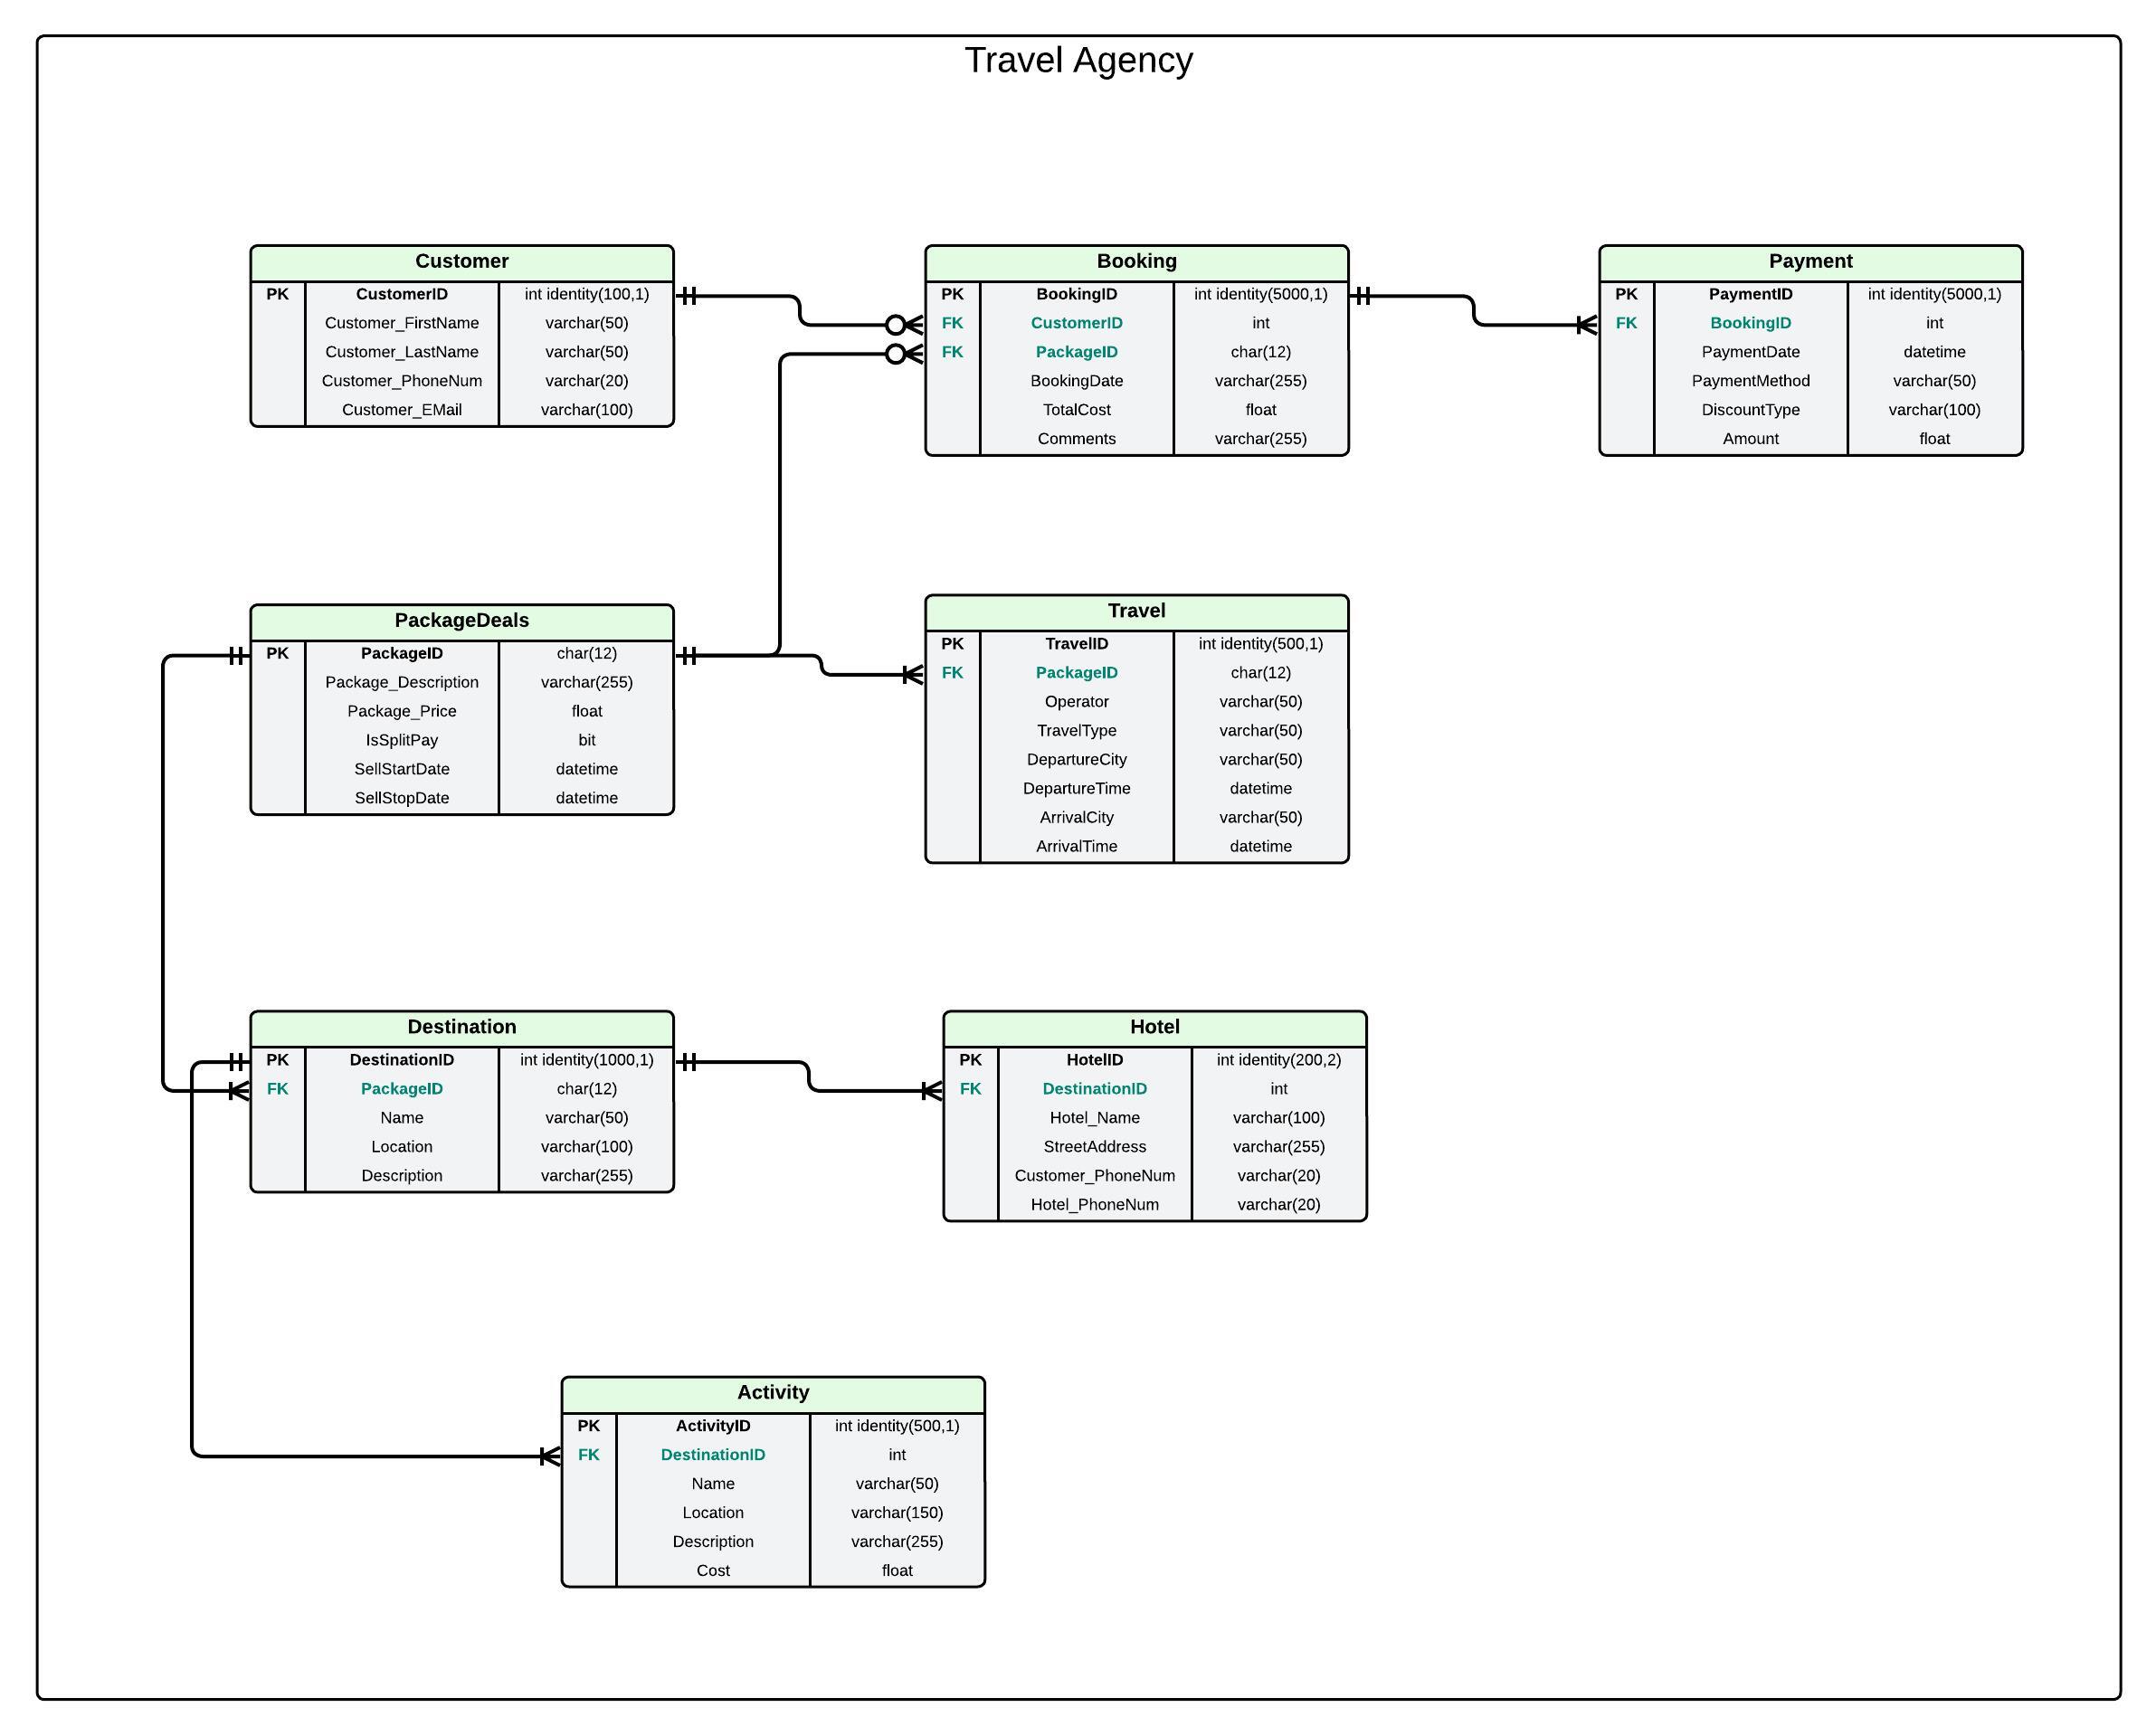 Travel Agency
Customer
PK CustomerID int identity(100,1)
Customer_FirstName varchar(50)
Customer_LastName varchar(50)
Customer_PhoneNum varchar(20)
Customer_EMail varchar(100)
Booking
PK BookingID int identity(5000,1)
FK CustomerID int
FK PackageID char(12)
BookingDate varchar(255)
TotalCost float
Comments varchar(255)
Payment
PK PaymentID int identity(5000,1)
FK BookingID int
PaymentDate datetime
PaymentMethod varchar(50)
DiscountType varchar(100)
Amount float
PackageDeals
PK PackageID char(12)
Package_Description varchar(255)
Package_Price float
IsSplitPay bit
SellStartDate datetime
SellStopDate datetime
Travel
PK TravelID int identity(500,1)
FK PackageID char(12)
Operator varchar(50)
TravelType varchar(50)
DepartureCity varchar(50)
DepartureTime datetime
ArrivalCity varchar(50)
ArrivalTime datetime
Destination
PK DestinationID int identity(1000,1)
FK PackageID char(12)
Name varchar(50)
Location varchar(100)
Description varchar(255)
Hotel
PK HotelID int identity(200,2)
FK DestinationID int
Hotel_Name varchar(100)
StreetAddress varchar(255)
Customer_PhoneNum varchar(20)
Hotel_PhoneNum varchar(20)
Activity
PK ActivityID int identity(500,1)
FK DestinationID int
Name varchar(50)
Location varchar(150)
Description varchar(255)
Cost float